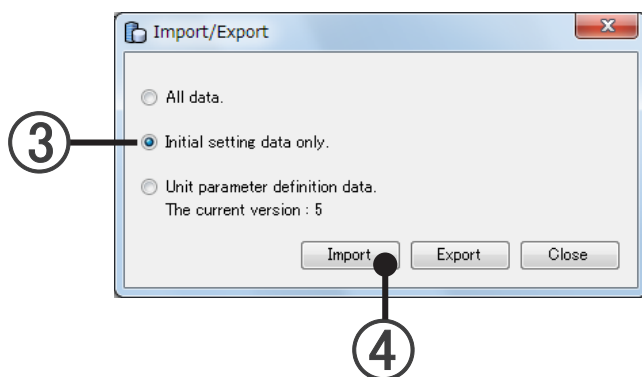 Import/Export
All data.
③
Initial setting data only.
Unit parameter definition data.
The current version : 5
Import
Export
Close
④